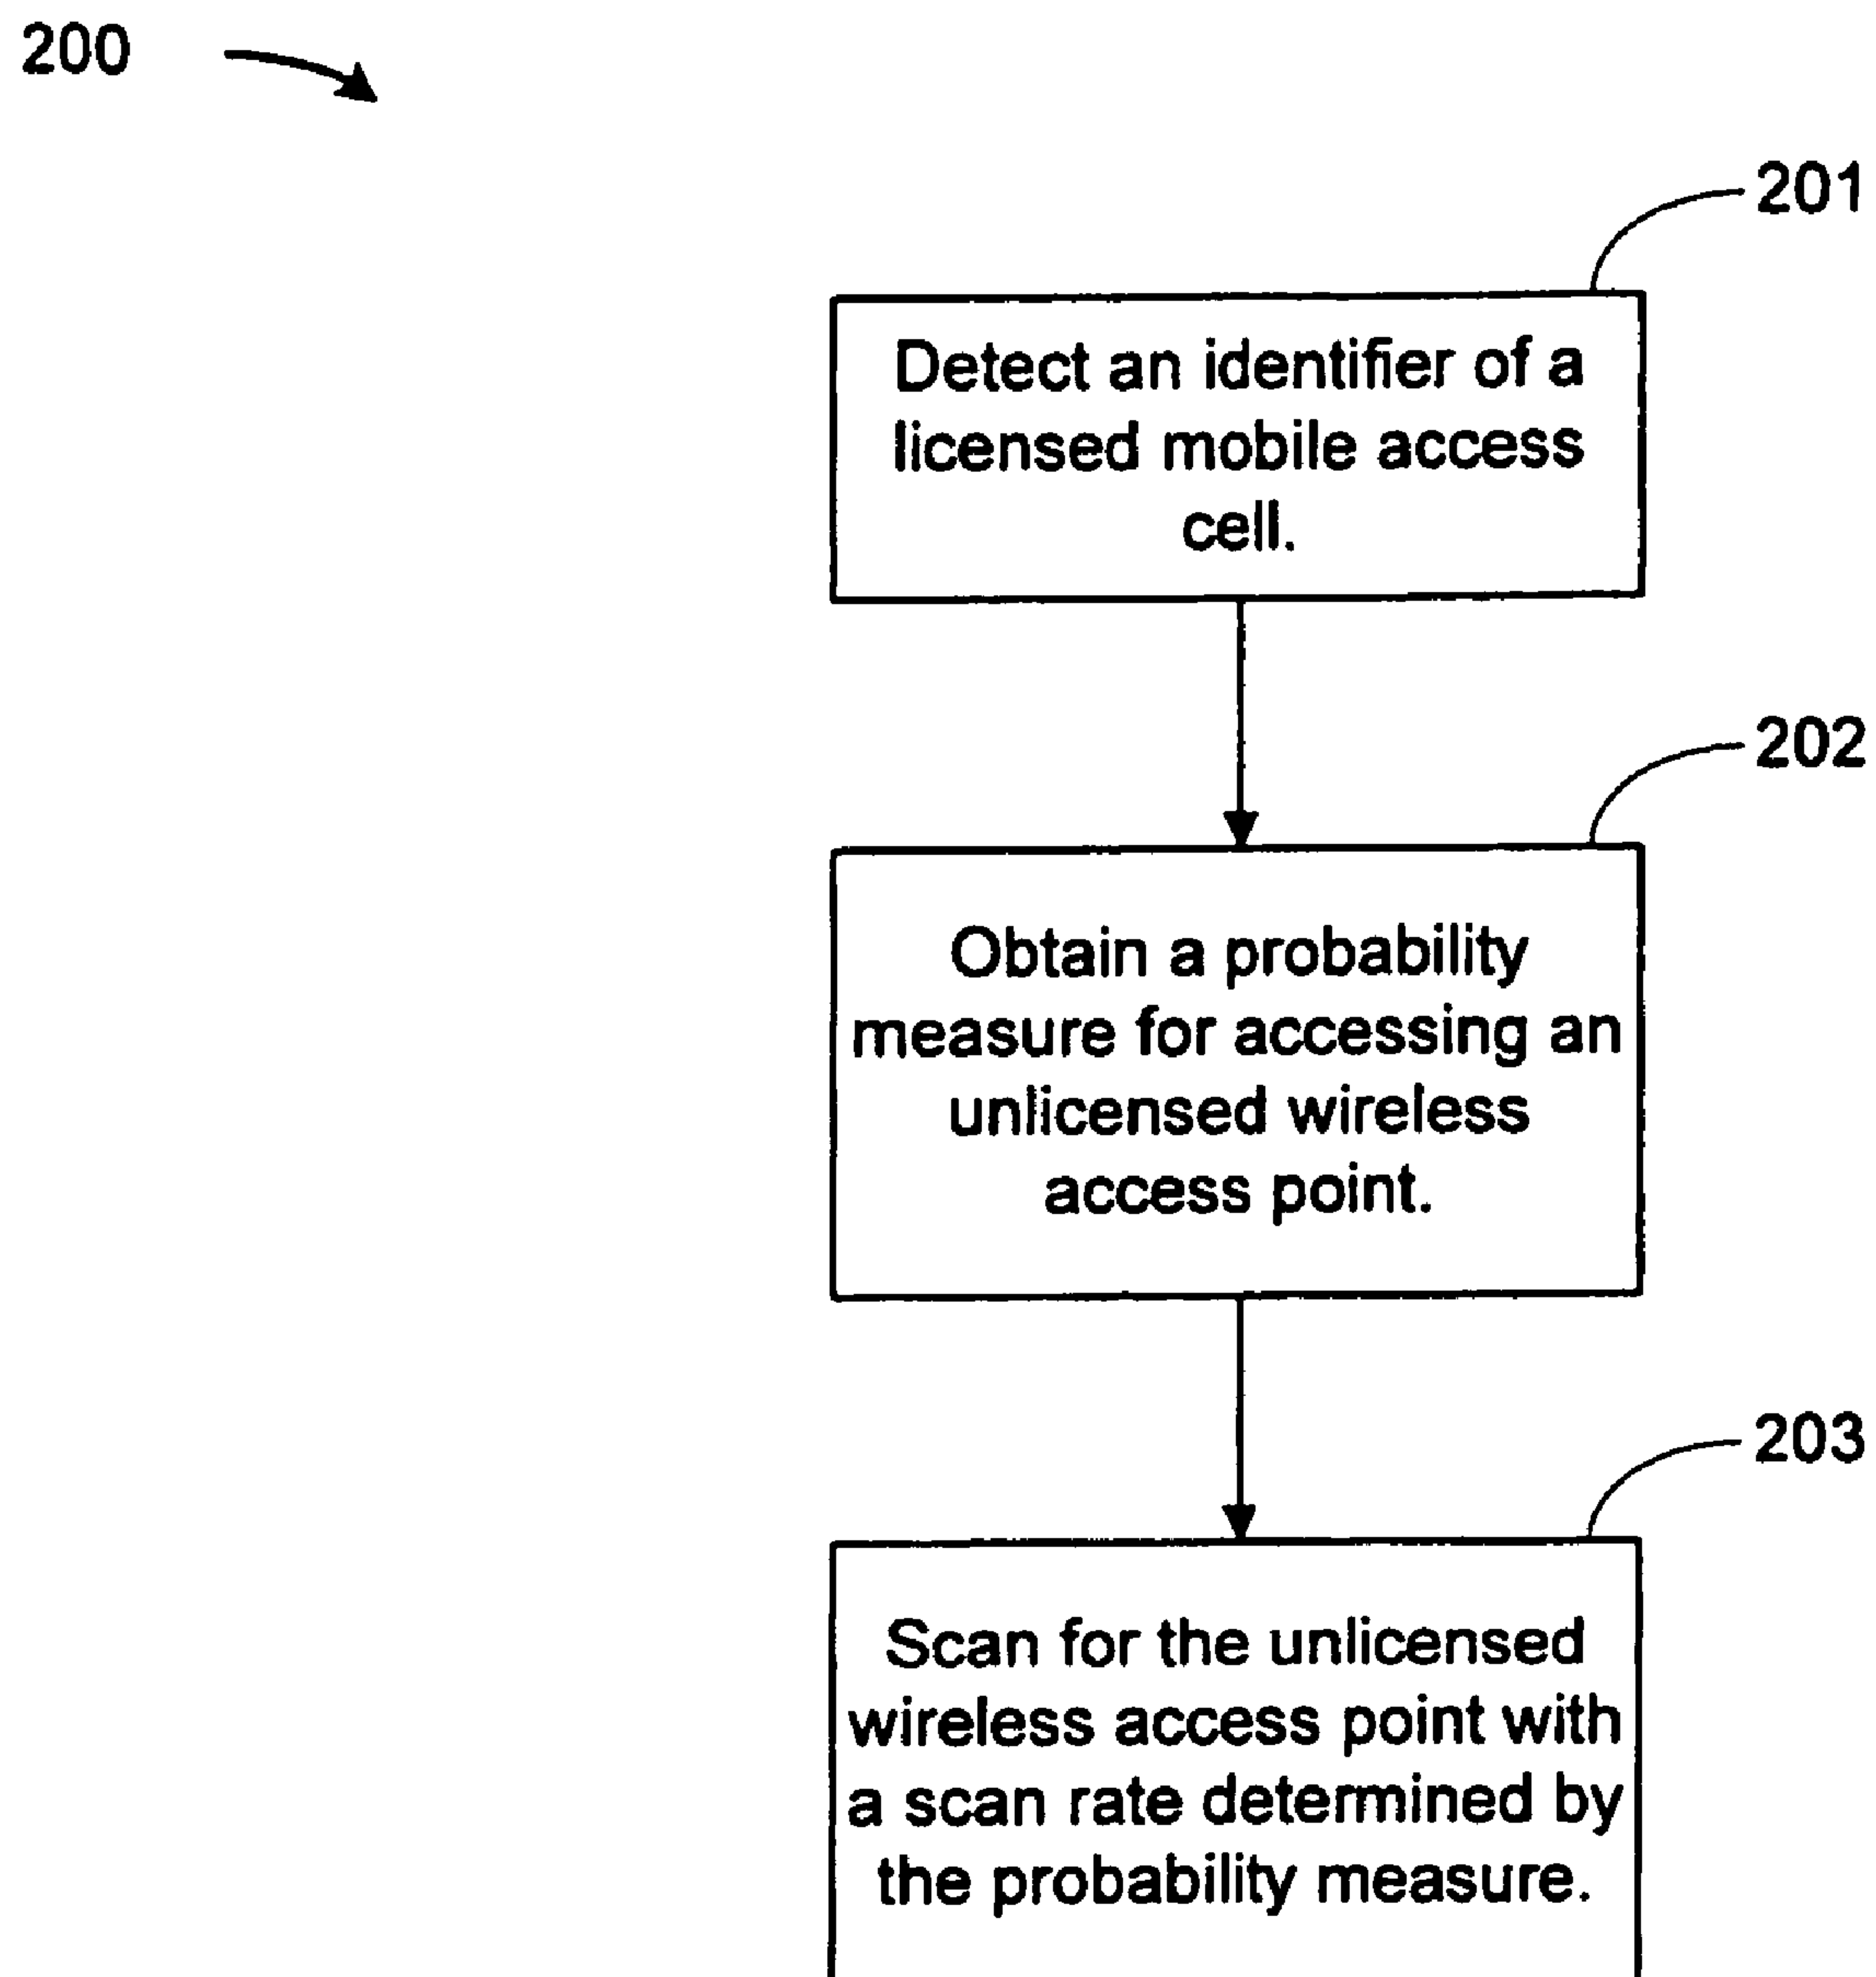 200
201
Detect an identifier of a
licensed mobile access
cell.
202
Obtain a probability
measure for accessing an
unlicensed wireless
access point.
203
Scan for the unlicensed
wireless access point with
a scan rate determined by
the probability measure.